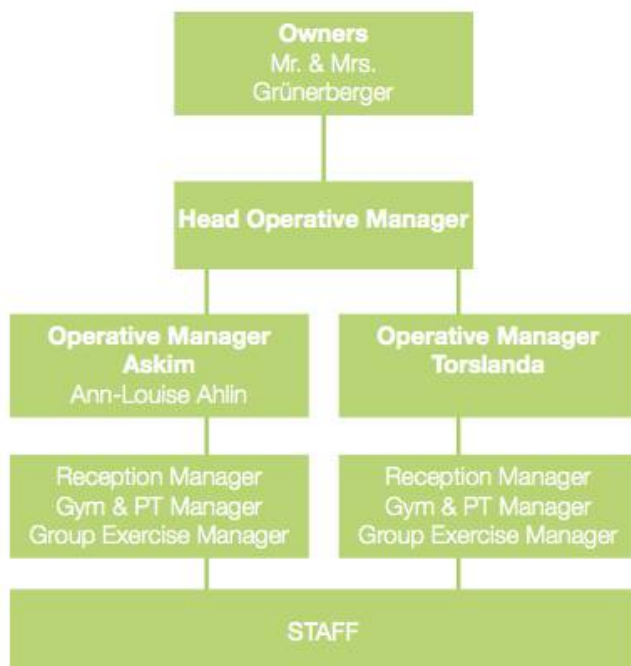 Owners
Mr. & Mrs.
Grünerberger
Head Operative Manager
Operative Manager
Askim
Ann-Louise Ahlin
Operative Manager
Torslanda
Reception Manager
Gym & PT Manager
Group Exercise Manager
Reception Manager
Gym & PT Manager
Group Exercise Manager
STAFF